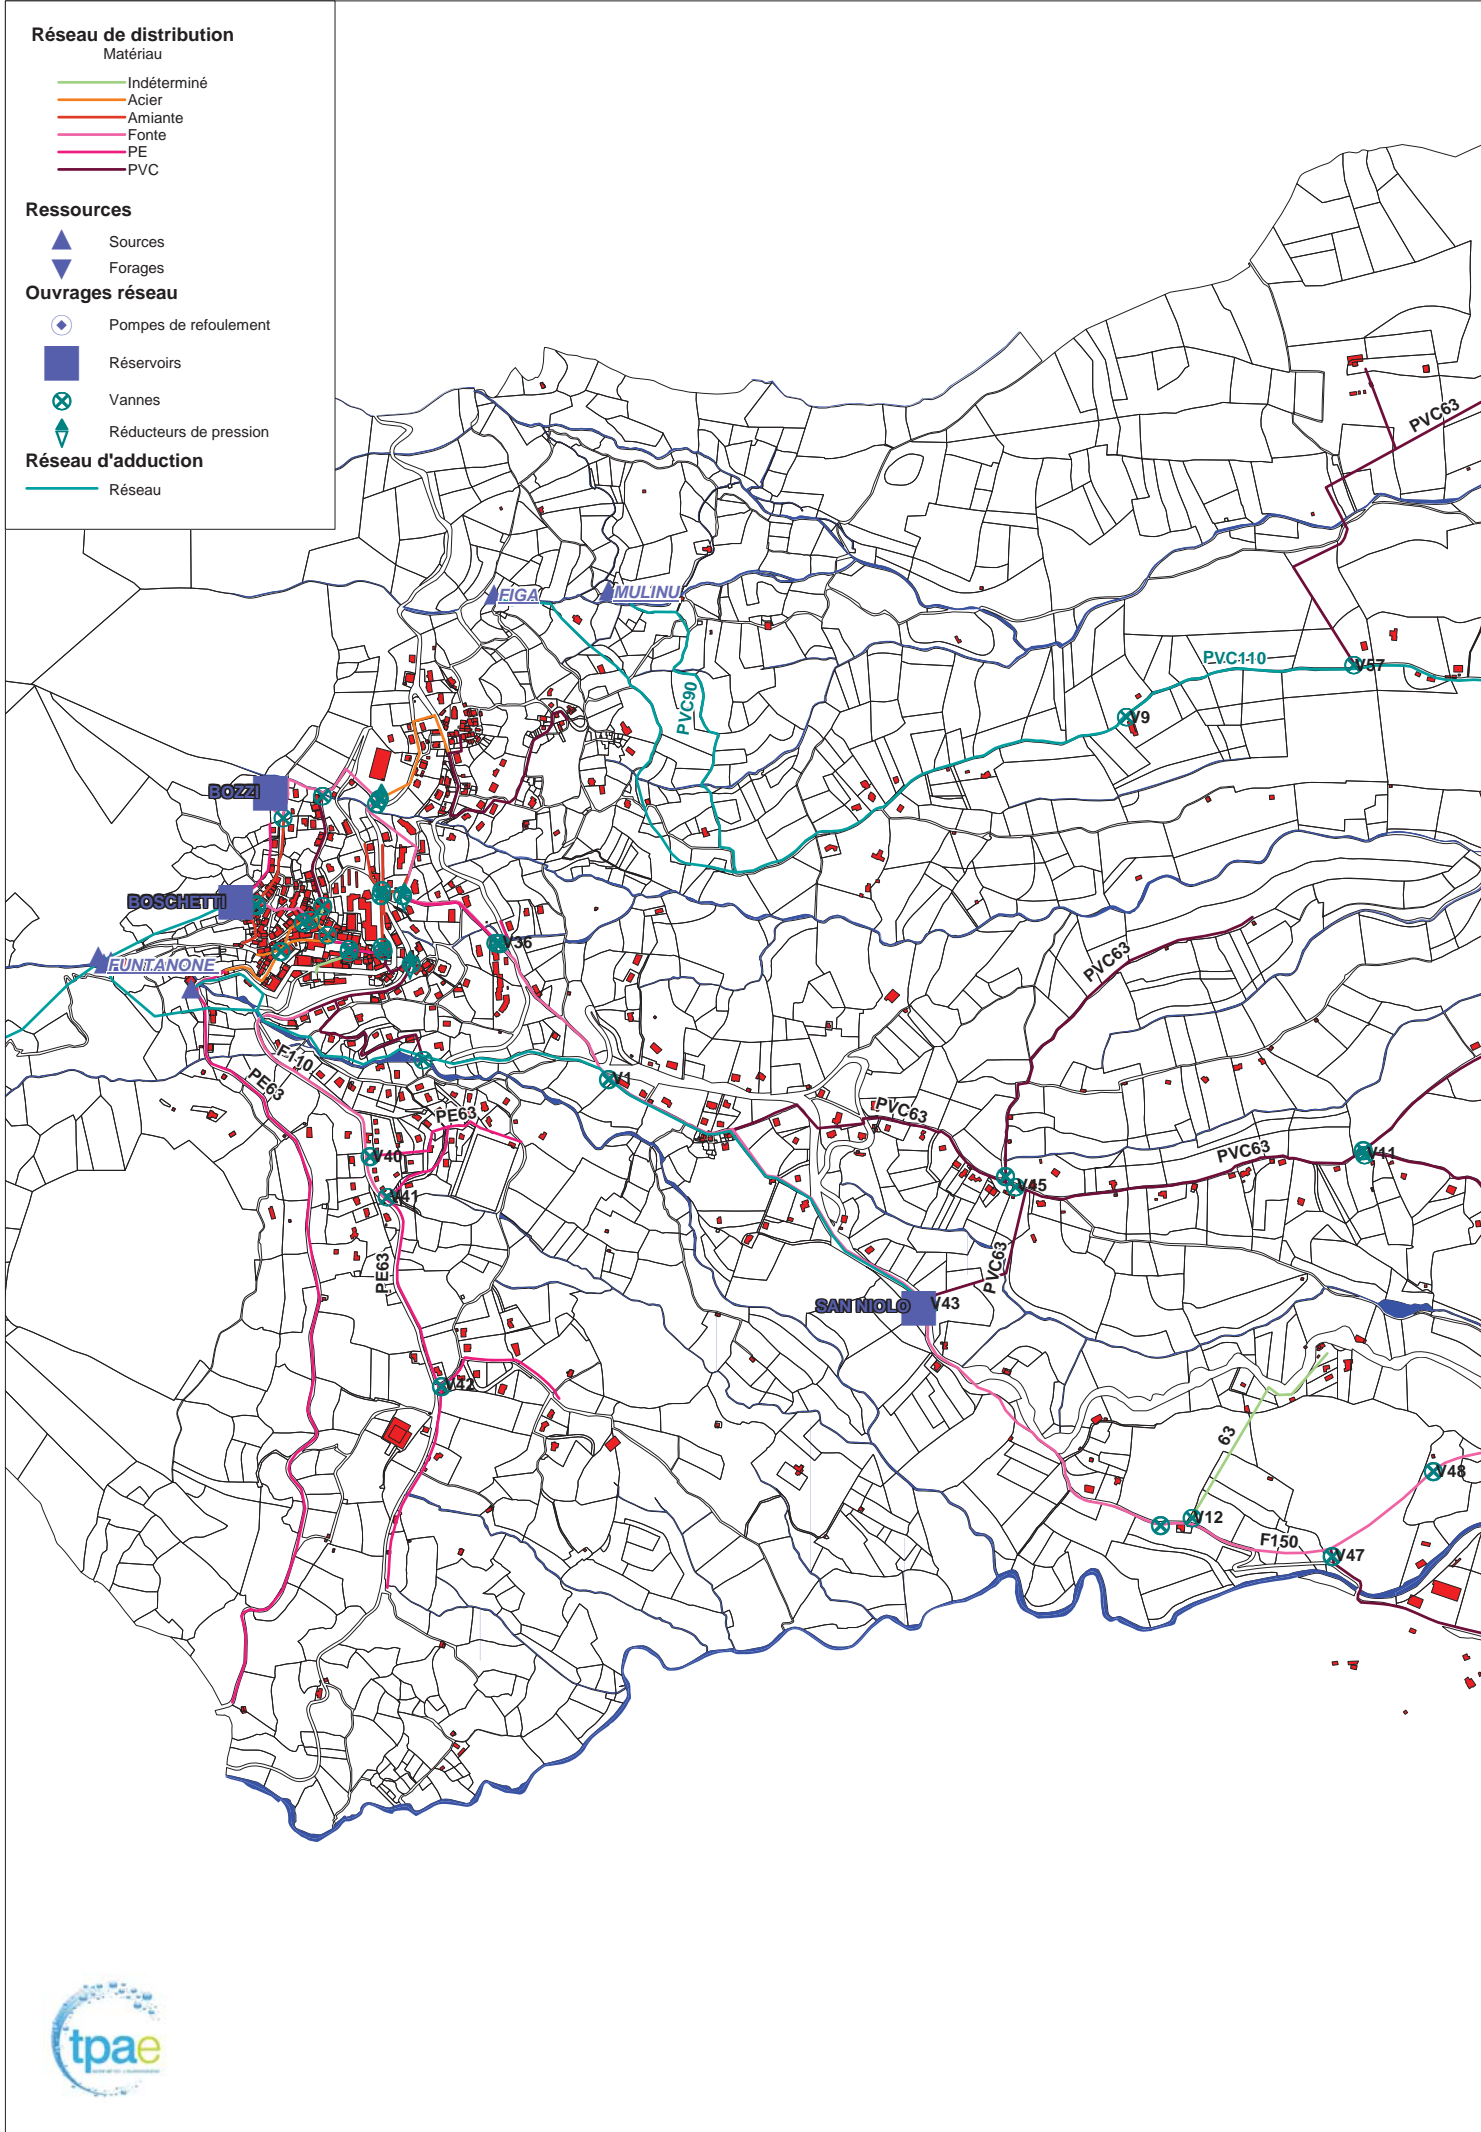 Réseau de distribution
Matériau
Indéterminé
Acier
Amiante
Fonte
PE
PVC
Ressources
Sources
Forages
Ouvrages réseau
Pompes de refoulement
Réservoirs
Vannes
Réducteurs de pression
Réseau d'adduction
Réseau
PVC63
FIGA
MULINU
PVC110
V57
PVC90
V9
BOZZI
BOSCHETTI
V36
FUNTANONE
PVC63
F110
PE63
V1
PE63
PVC63
V40
PVC63
V11
V41
V45
PE63
PVC63
SAN NIOLO
V43
V42
63
V48
V12
F150
V47
tpae